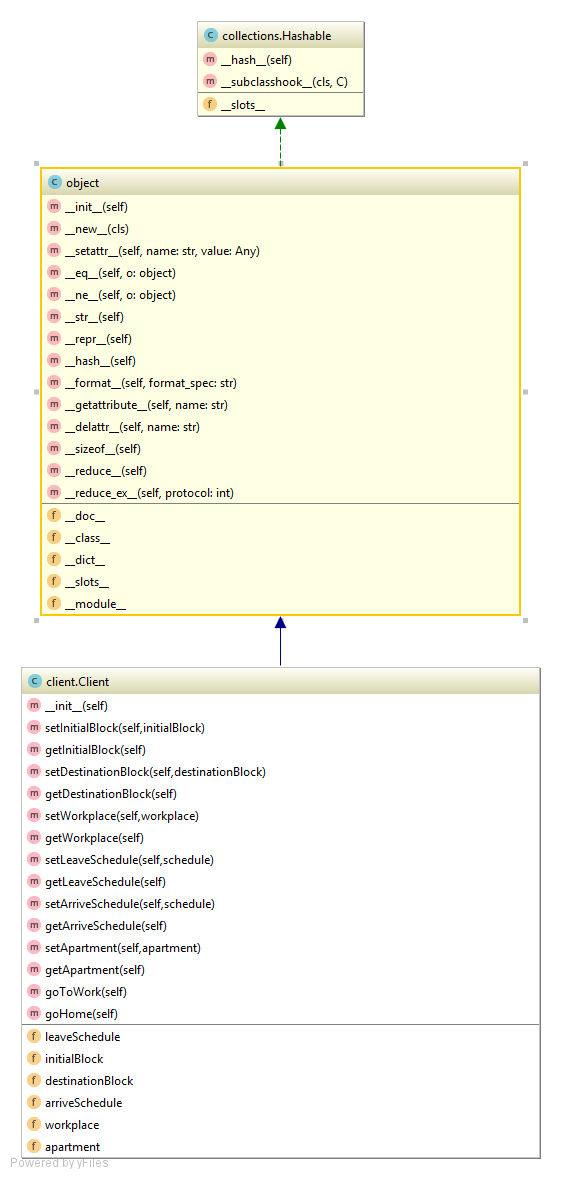 C collections.Hashable
m __hash__(self)
m __subclasshook__(cls, C)
f __slots__
C object
m __init__(self)
m __new__(cls)
m __setattr__(self, name: str, value: Any)
m __eq__(self, o: object)
m __ne__(self, o: object)
m __str__(self)
m __repr__(self)
m __hash__(self)
m __format__(self, format_spec: str)
m __getattribute__(self, name: str)
m __delattr__(self, name: str)
m __sizeof__(self)
m __reduce__(self)
m __reduce_ex__(self, protocol: int)
f __doc__
f __class__
f __dict__
f __slots__
f __module__
C client.Client
m __init__(self)
m setInitialBlock(self,initialBlock)
m getInitialBlock(self)
m setDestinationBlock(self,destinationBlock)
m getDestinationBlock(self)
m setWorkplace(self,workplace)
m getWorkplace(self)
m setLeaveSchedule(self,schedule)
m getLeaveSchedule(self)
m setArriveSchedule(self,schedule)
m getArriveSchedule(self)
m setApartment(self,apartment)
m getApartment(self)
m goToWork(self)
m goHome(self)
f leaveSchedule
f initialBlock
f destinationBlock
f arriveSchedule
f workplace
f apartment
Powered by yFiles